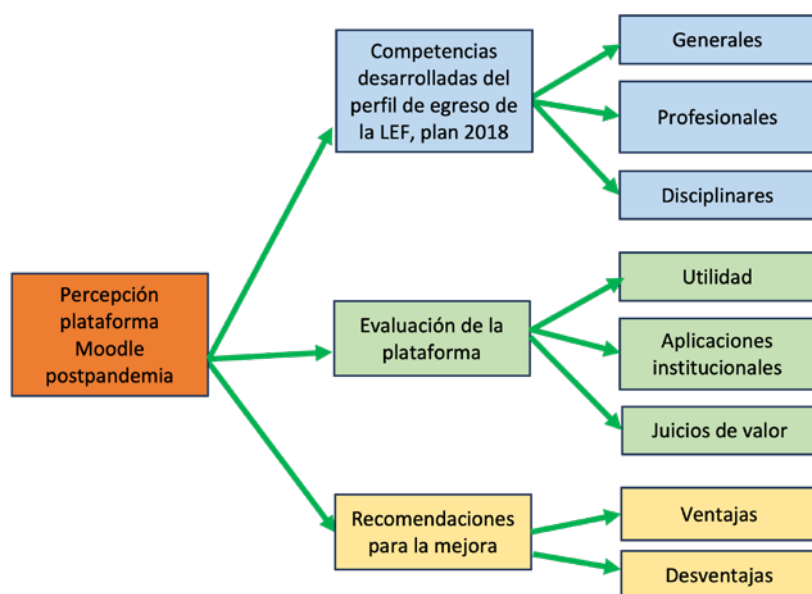 Percepción
plataforma
Moodle
postpandemia
Competencias
desarrolladas del
perfil de egreso de
la LEF, plan 2018
Generales
Profesionales
Disciplinares
Evaluación de la
plataforma
Utilidad
Aplicaciones
institucionales
Juicios de valor
Recomendaciones
para la mejora
Ventajas
Desventajas